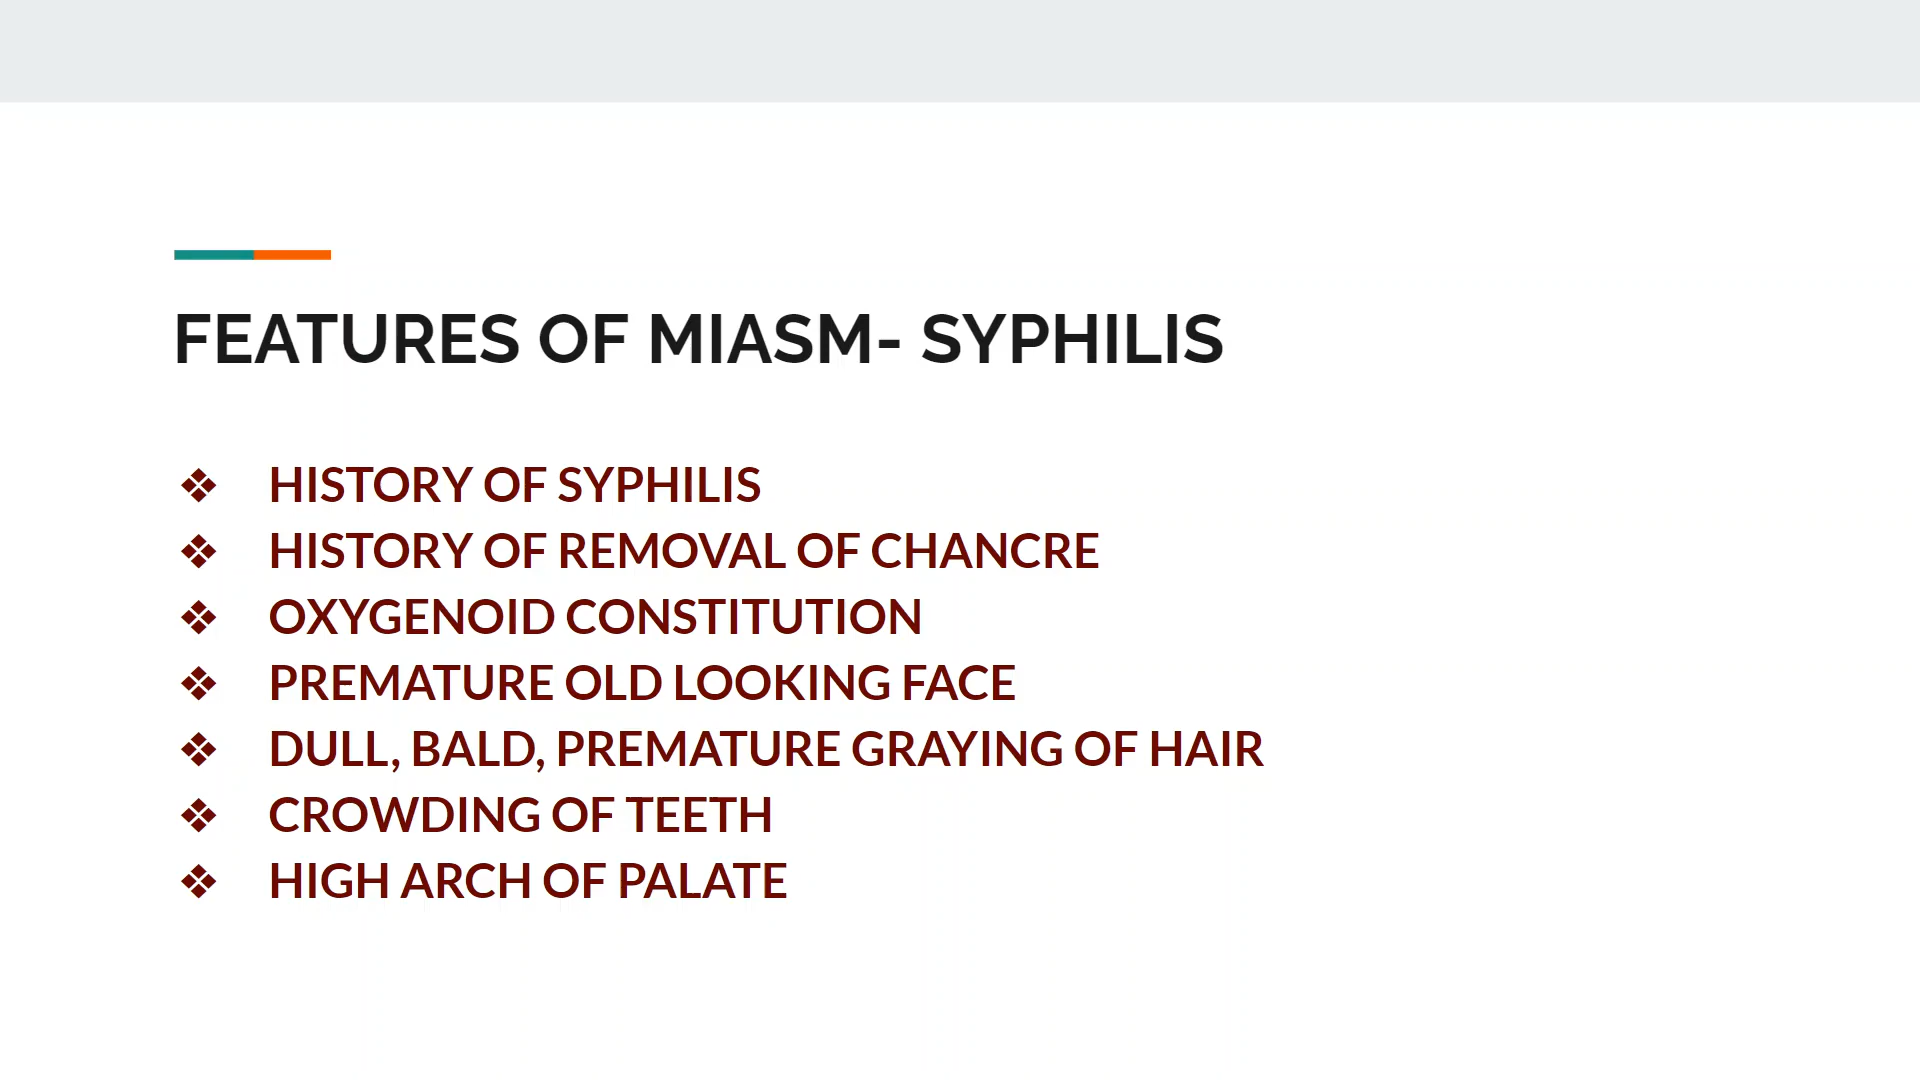 FEATURES OF MIASM- SYPHILIS
❖ HISTORY OF SYPHILIS
❖ HISTORY OF REMOVAL OF CHANCRE
❖ OXYGENOID CONSTITUTION
❖ PREMATURE OLD LOOKING FACE
❖ DULL, BALD, PREMATURE GRAYING OF HAIR
❖ CROWDING OF TEETH
❖ HIGH ARCH OF PALATE